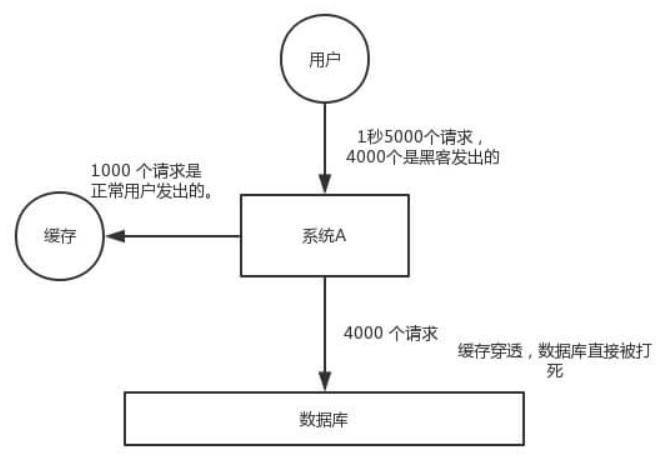 用户
1秒5000个请求，
4000个是黑客发出的
1000 个请求是
正常用户发出的。
缓存
系统A
4000 个请求
缓存穿透，数据库直接被打
死
数据库